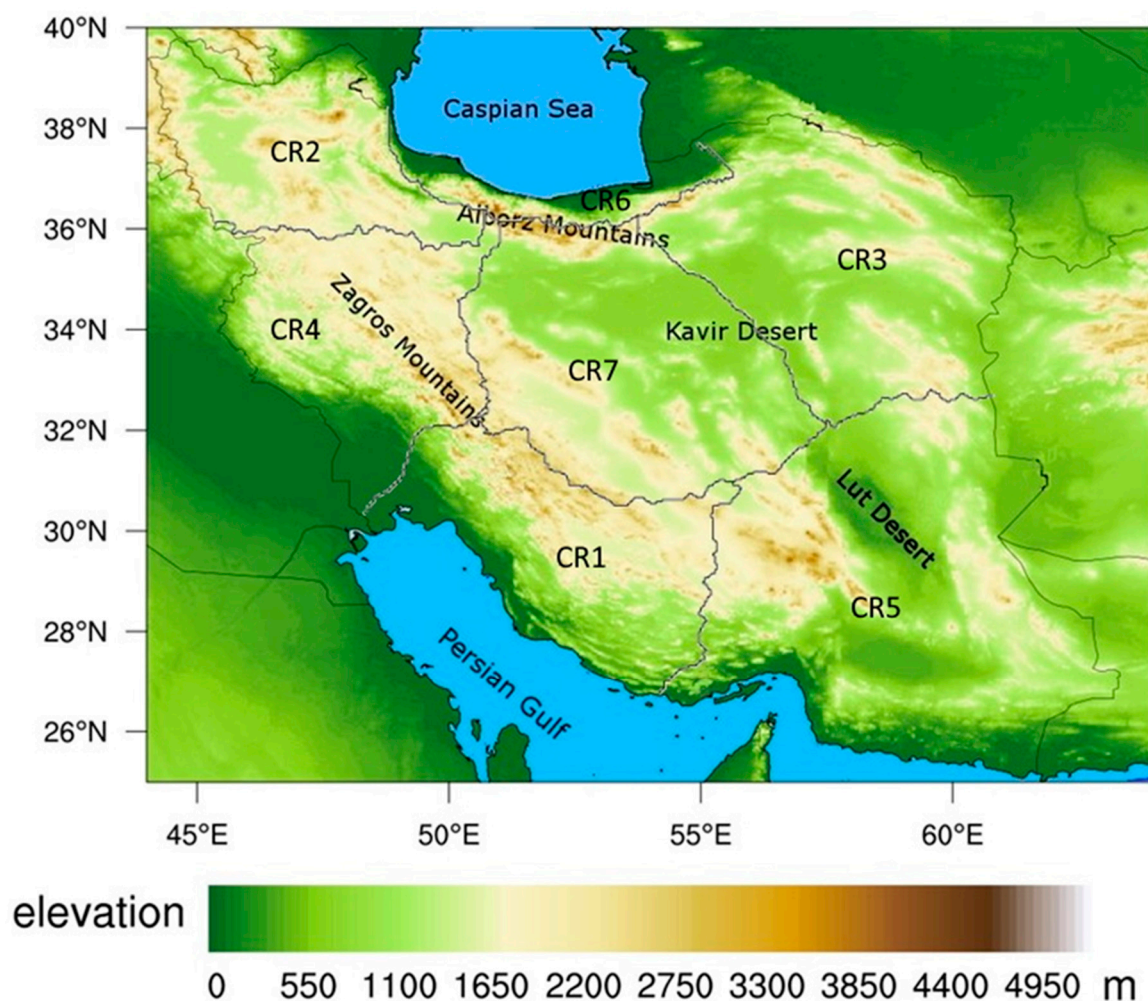 40°N
Caspian Sea
38°N
CR2
CR6
36°N
Alborz Mountains
CR3
Zagros Mountains
34°N
CR4
Kavir Desert
CR7
32°N
Lut Desert
30°N
CR1
CR5
28°N
Persian Gulf
26°N
45°E 50°E 55°E 60°E
elevation
0 550 1100 1650 2200 2750 3300 3850 4400 4950 m